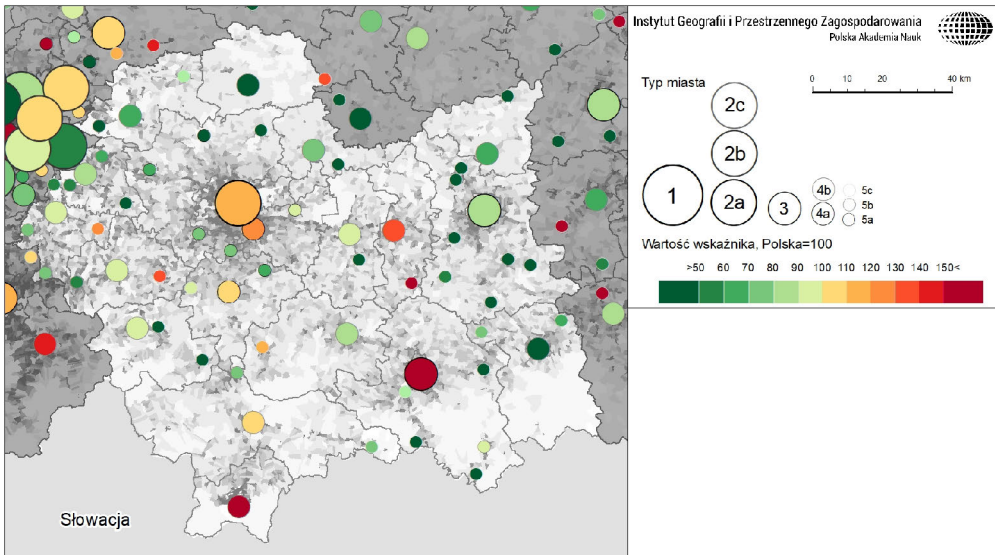 Instytut Geografii i Przestrzennego Zagospodarowania
Polska Akademia Nauk
Typ miasta
0 10 20 40 km
2c
2b
1
2a
3
4b
4a
5c
5b
5a
Wartość wskaźnika, Polska=100
>50 60 70 80 90 100 110 120 130 140 150<
Słowacja